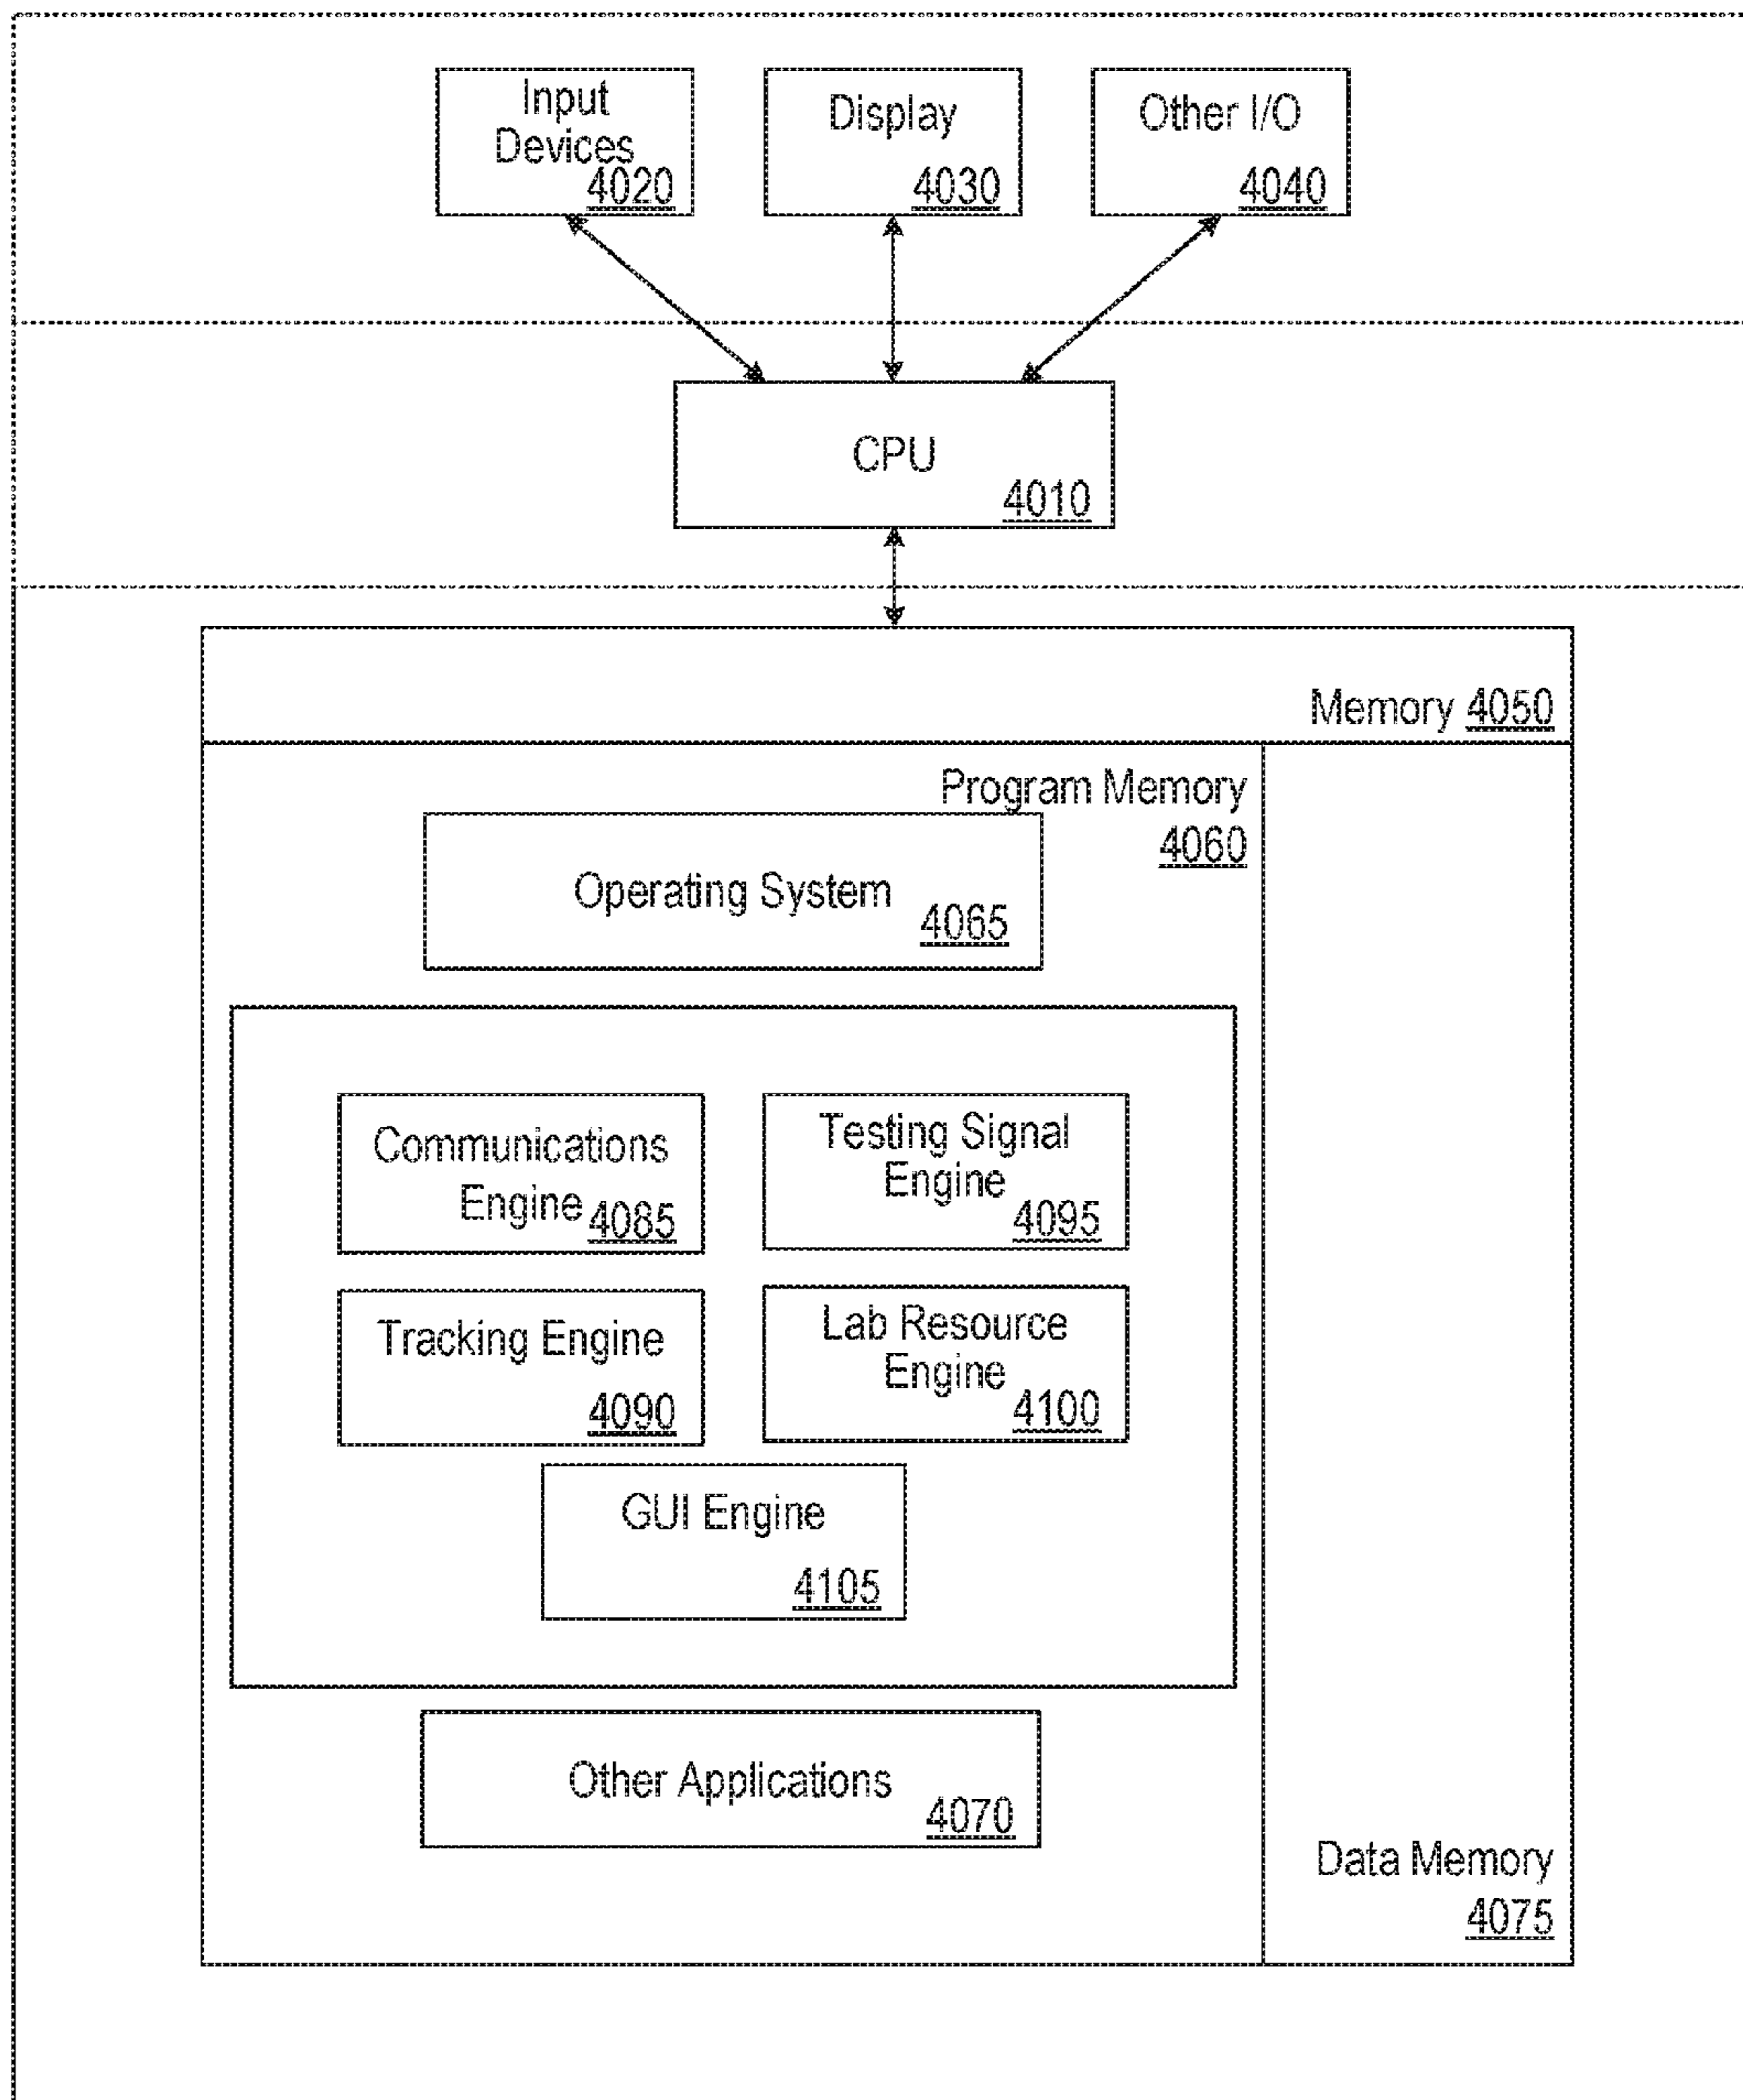 Input
Devices
4020
Display
4030
Other I/O
4040
CPU
4010
Memory 4050
Program Memory
4060
Operating System 4065
Communications
Engine 4085
Testing Signal
Engine
4095
Tracking Engine
4090
Lab Resource
Engine
4100
GUI Engine
4105
Other Applications
4070
Data Memory
4075